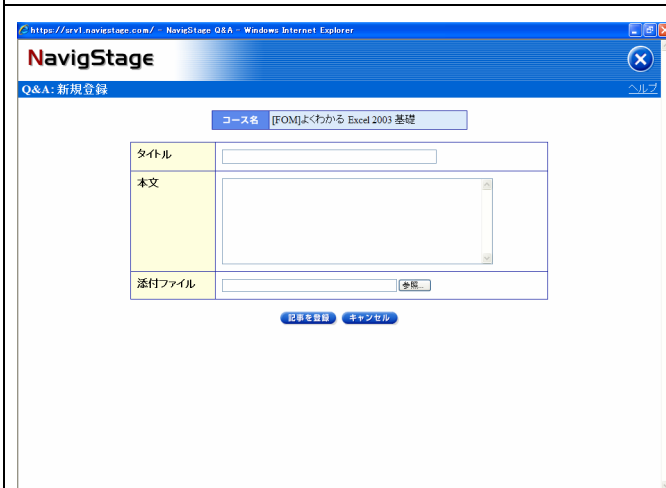 https://srv1.navigstage.com/ - NavigStage Q&A - Windows Internet Explorer
NavigStage
Q&A: 新規登録
ヘルプ
コース名 [FOM]よくわかる Excel 2003 基礎
タイトル
本文
添付ファイル 参照...
記事を登録 キャンセル